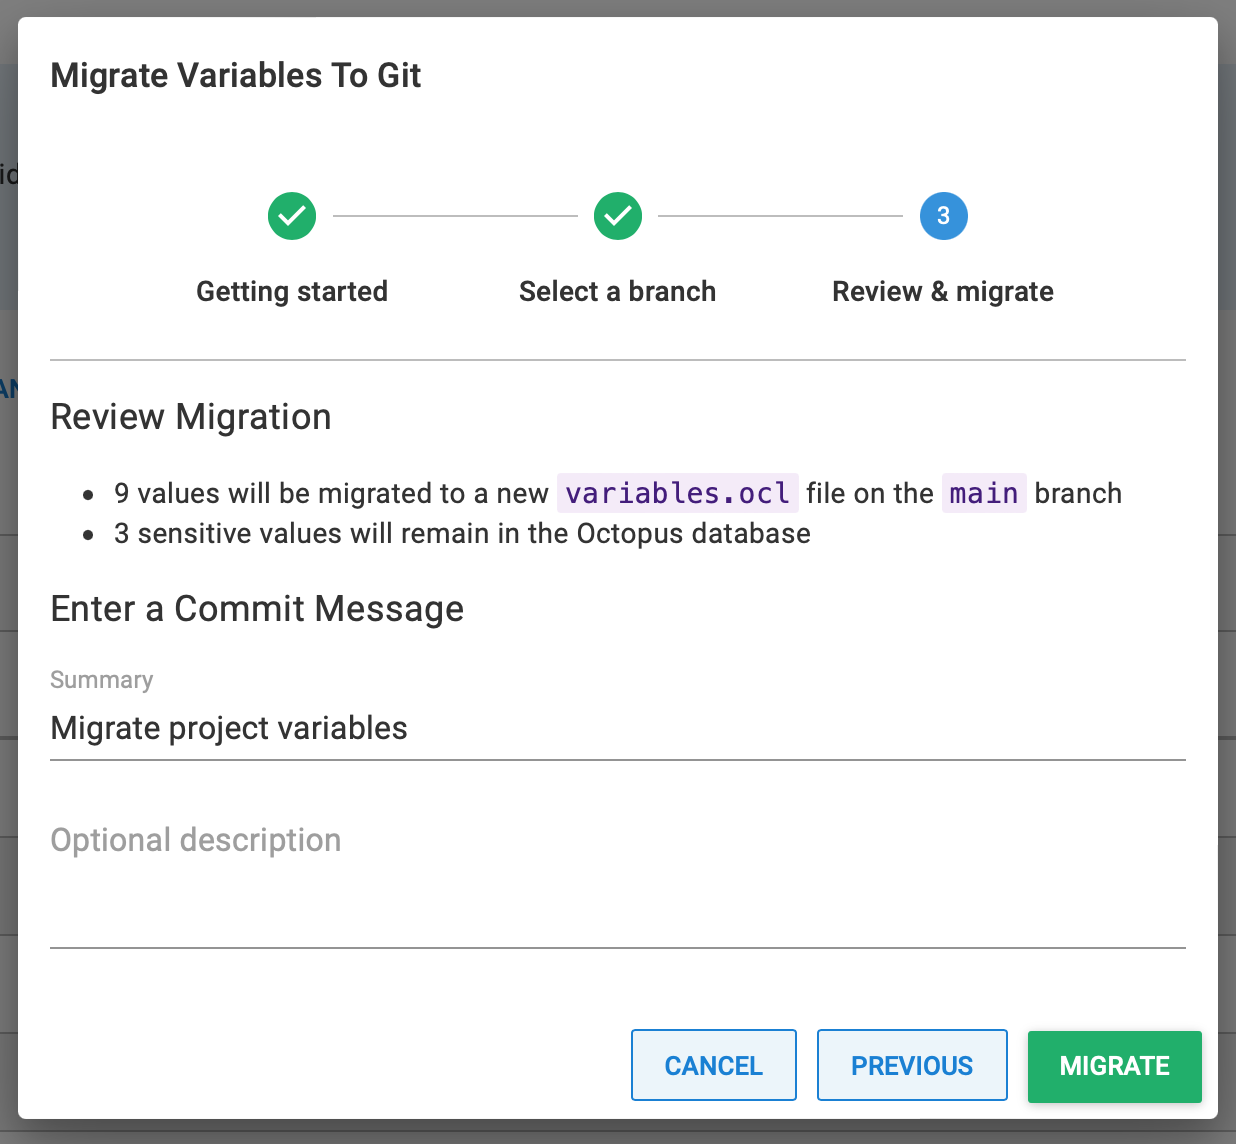 Migrate Variables To Git
3
Getting started Select a branch Review & migrate
Review Migration
9 values will be migrated to a new variables.ocl file on the main branch
3 sensitive values will remain in the Octopus database
Enter a Commit Message
Summary
Migrate project variables
Optional description
CANCEL PREVIOUS MIGRATE